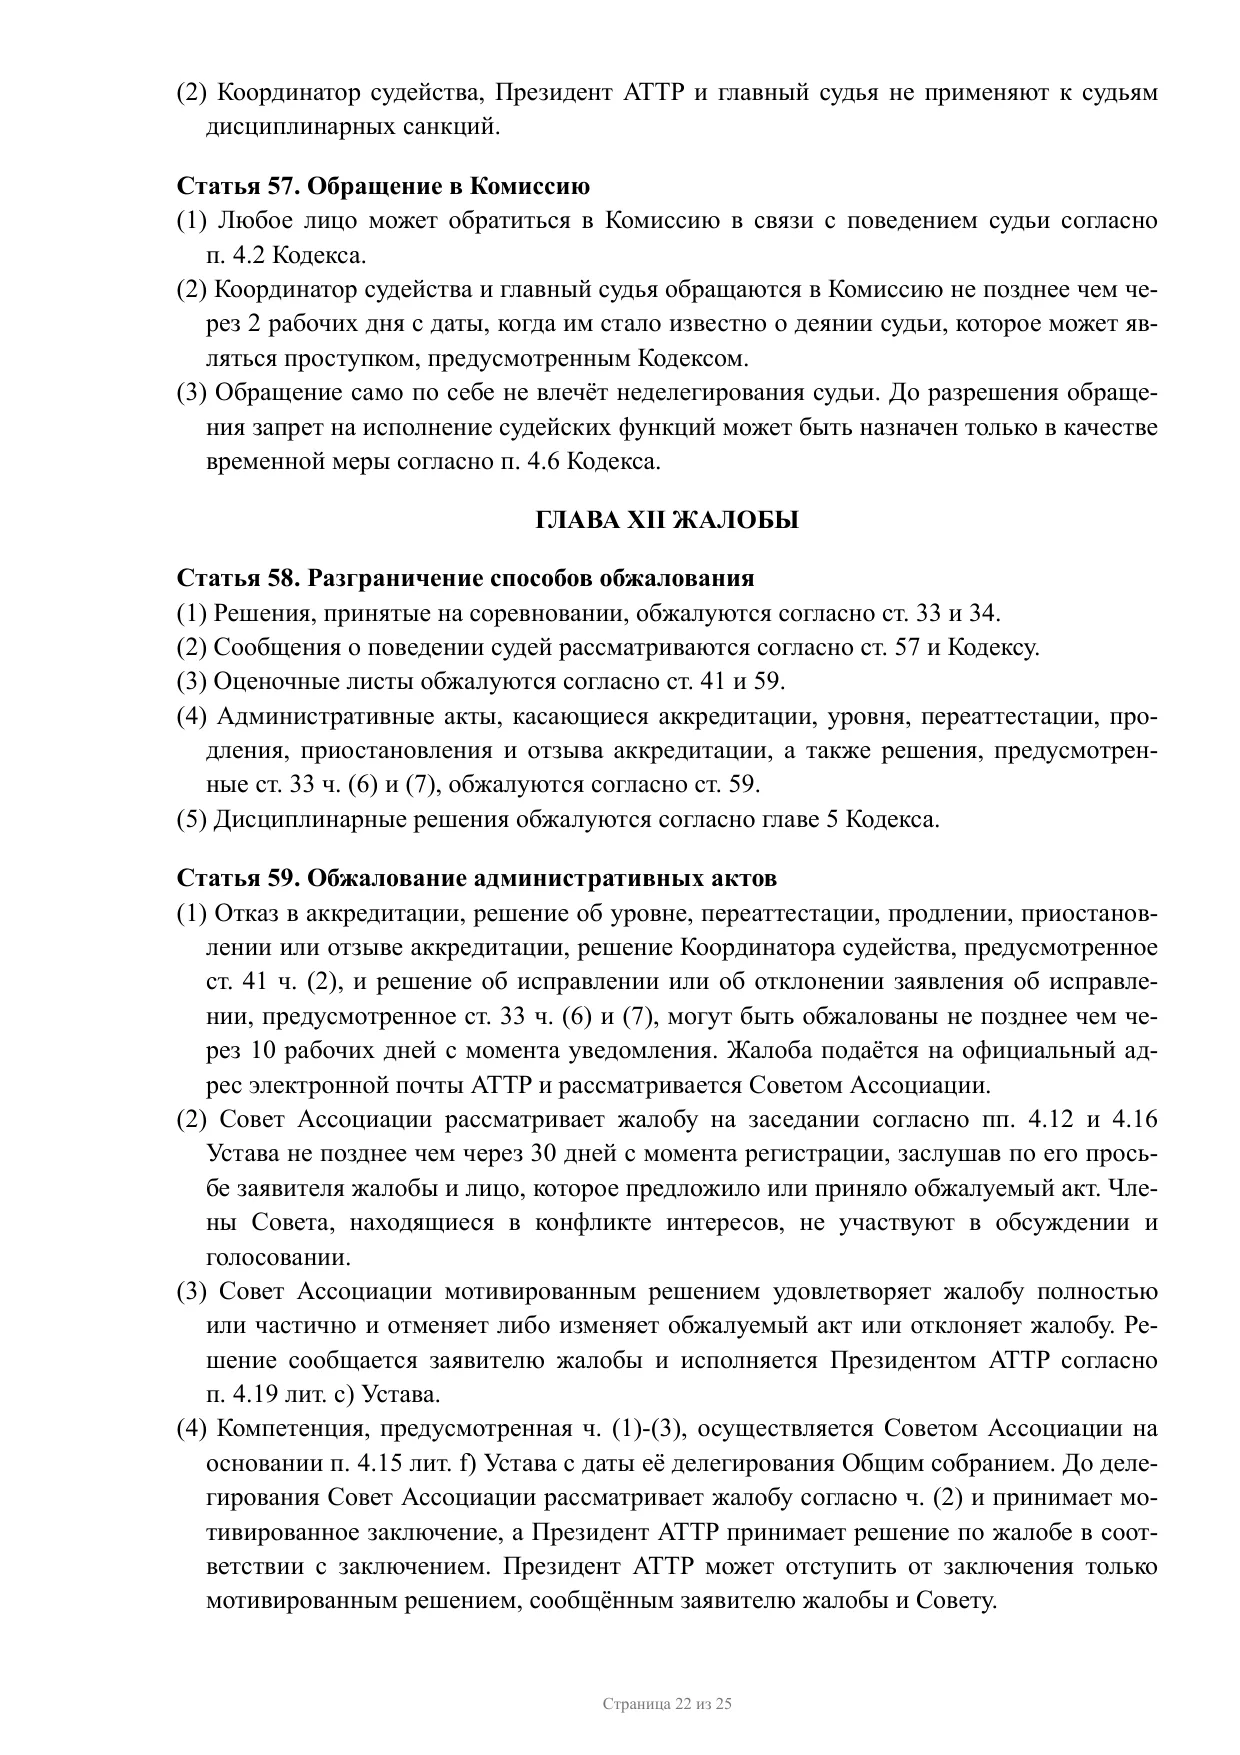 (2) Координатор судейства, Президент АТТР и главный судья не применяют к судьям
дисциплинарных санкций.
Статья 57. Обращение в Комиссию
(1) Любое лицо может обратиться в Комиссию в связи с поведением судьи согласно
п. 4.2 Кодекса.
(2) Координатор судейства и главный судья обращаются в Комиссию не позднее чем че-
рез 2 рабочих дня с даты, когда им стало известно о деянии судьи, которое может яв-
ляться проступком, предусмотренным Кодексом.
(3) Обращение само по себе не влечёт неделегирования судьи. До разрешения обраще-
ния запрет на исполнение судейских функций может быть назначен только в качестве
временной меры согласно п. 4.6 Кодекса.
ГЛАВА XII ЖАЛОБЫ
Статья 58. Разграничение способов обжалования
(1) Решения, принятые на соревновании, обжалуются согласно ст. 33 и 34.
(2) Сообщения о поведении судей рассматриваются согласно ст. 57 и Кодексу.
(3) Оценочные листы обжалуются согласно ст. 41 и 59.
(4) Административные акты, касающиеся аккредитации, уровня, переаттестации, про-
дления, приостановления и отзыва аккредитации, а также решения, предусмотрен-
ные ст. 33 ч. (6) и (7), обжалуются согласно ст. 59.
(5) Дисциплинарные решения обжалуются согласно главе 5 Кодекса.
Статья 59. Обжалование административных актов
(1) Отказ в аккредитации, решение об уровне, переаттестации, продлении, приостанов-
лении или отзыве аккредитации, решение Координатора судейства, предусмотренное
ст. 41 ч. (2), и решение об исправлении или об отклонении заявления об исправле-
нии, предусмотренное ст. 33 ч. (6) и (7), могут быть обжалованы не позднее чем че-
рез 10 рабочих дней с момента уведомления. Жалоба подаётся на официальный ад-
рес электронной почты АТТР и рассматривается Советом Ассоциации.
(2) Совет Ассоциации рассматривает жалобу на заседании согласно пп. 4.12 и 4.16
Устава не позднее чем через 30 дней с момента регистрации, заслушав по его прось-
бе заявителя жалобы и лицо, которое предложило или приняло обжалуемый акт. Чле-
ны Совета, находящиеся в конфликте интересов, не участвуют в обсуждении и
голосовании.
(3) Совет Ассоциации мотивированным решением удовлетворяет жалобу полностью
или частично и отменяет либо изменяет обжалуемый акт или отклоняет жалобу. Ре-
шение сообщается заявителю жалобы и исполняется Президентом АТТР согласно
п. 4.19 лит. c) Устава.
(4) Компетенция, предусмотренная ч. (1)-(3), осуществляется Советом Ассоциации на
основании п. 4.15 лит. f) Устава с даты её делегирования Общим собранием. До деле-
гирования Совет Ассоциации рассматривает жалобу согласно ч. (2) и принимает мо-
тивированное заключение, а Президент АТТР принимает решение по жалобе в соот-
ветствии с заключением. Президент АТТР может отступить от заключения только
мотивированным решением, сообщённым заявителю жалобы и Совету.
Страница 22 из 25